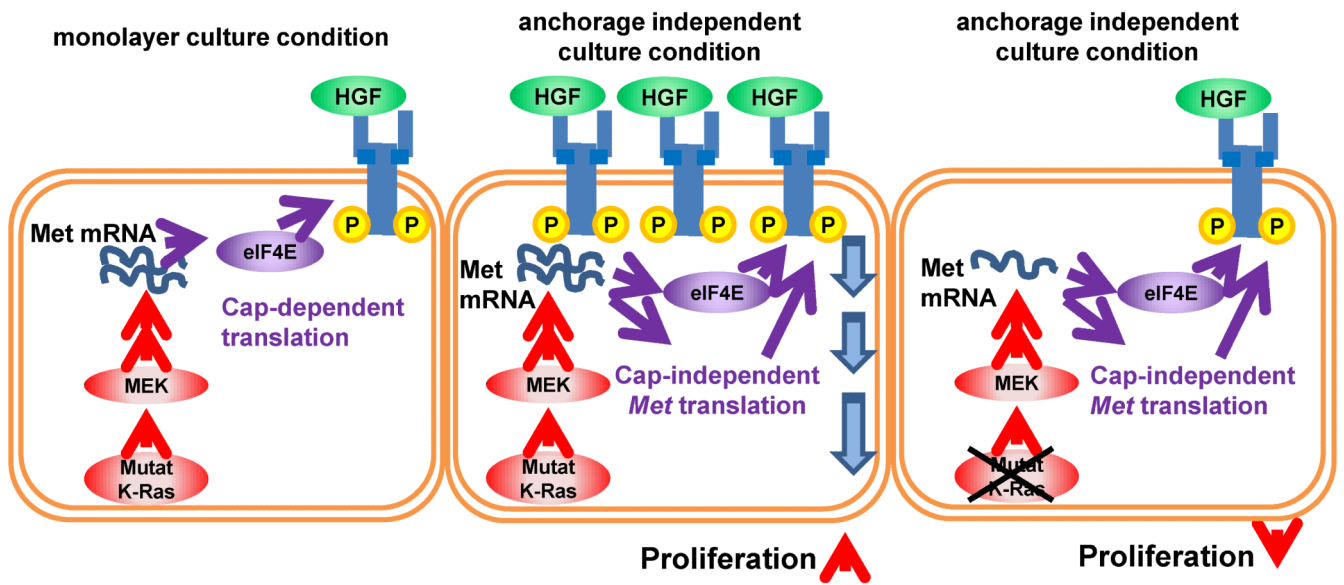 monolayer culture condition
HGF
P P
Met mRNA
eIF4E
Cap-dependent
translation
MEK
Mutat
K-Ras
anchorage independent
culture condition
HGF HGF HGF
P P P P P P
Met
mRNA
eIF4E
Cap-independent
Met translation
MEK
Mutat
K-Ras
Proliferation
anchorage independent
culture condition
HGF
P P
Met
mRNA
eIF4E
Cap-independent
Met translation
MEK
Mutat
K-Ras
Proliferation